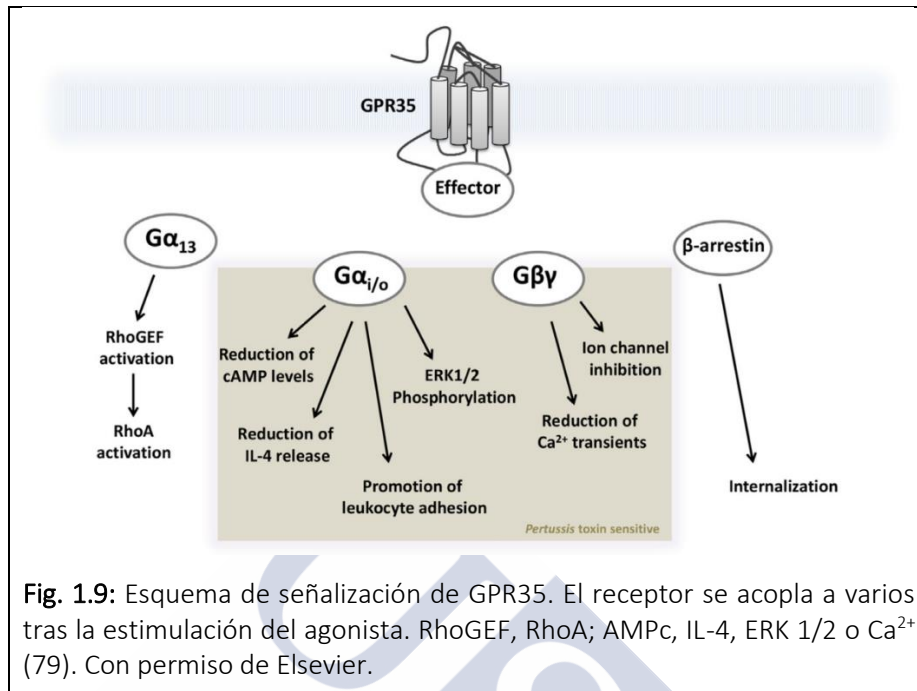 GPR35
Effector
Gα13
Gαi/o
Gβγ
β-arrestin
RhoGEF
activation
RhoA
activation
Reduction of
cAMP levels
Reduction of
IL-4 release
Promotion of
leukocyte adhesion
ERK1/2
Phosphorylation
Ion channel
inhibition
Reduction of
Ca²⁺ transients
Internalization
Pertussis toxin sensitive
Fig. 1.9: Esquema de señalización de GPR35. El receptor se acopla a varios
tras la estimulación del agonista. RhoGEF, RhoA; AMPc, IL-4, ERK 1/2 o Ca²⁺
(79). Con permiso de Elsevier.